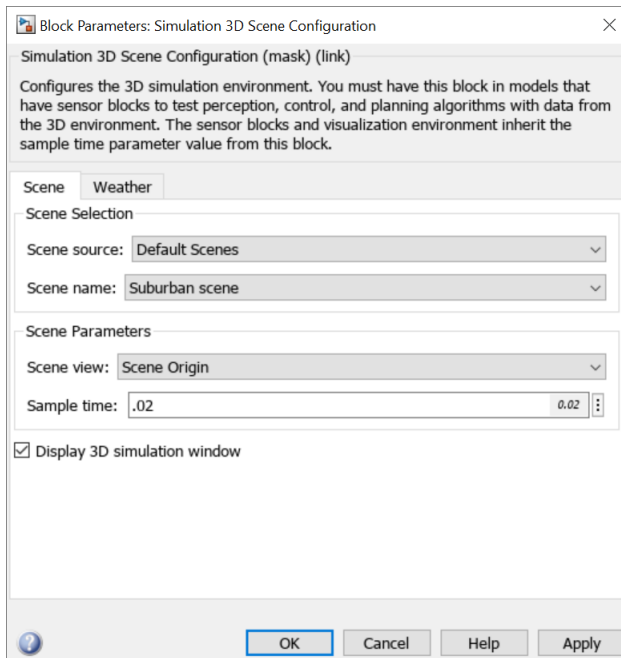 Block Parameters: Simulation 3D Scene Configuration
Simulation 3D Scene Configuration (mask) (link)
Configures the 3D simulation environment. You must have this block in models that
have sensor blocks to test perception, control, and planning algorithms with data from
the 3D environment. The sensor blocks and visualization environment inherit the
sample time parameter value from this block.
Scene Weather
Scene Selection
Scene source: Default Scenes
Scene name: Suburban scene
Scene Parameters
Scene view: Scene Origin
Sample time: .02 0.02
Display 3D simulation window
? OK Cancel Help Apply